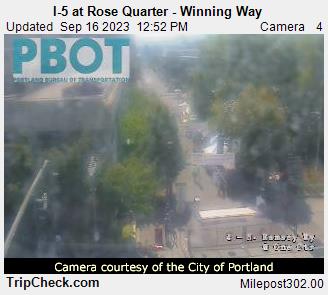 I-5 at Rose Quarter - Winning Way
Updated Sep 16 2023 12:52 PM Camera 4
PBOT
PORTLAND BUREAU OF TRANSPORTATION
Camera courtesy of the City of Portland
TripCheck.com Milepost302.00